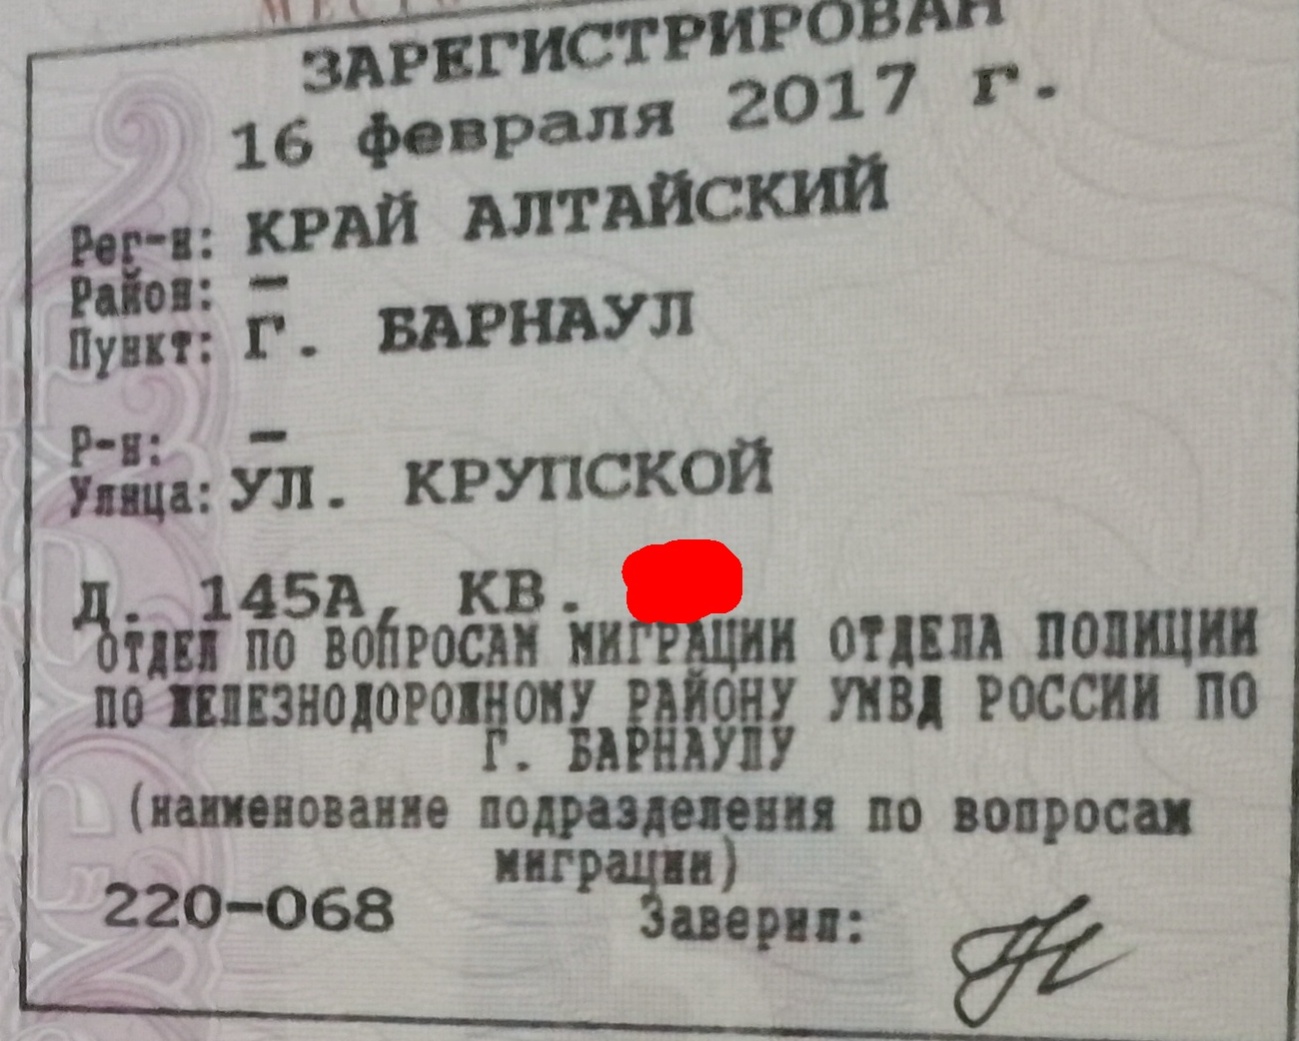 МЕСТО
ЗАРЕГИСТРИРОВАН
16 февраля 2017 г.
Рег-н: КРАЙ АЛТАЙСКИЙ
Район: –
Пункт: Г. БАРНАУЛ
Р-н: –
Улица: УЛ. КРУПСКОЙ
Д. 145А, КВ.
ОТДЕЛ ПО ВОПРОСАМ МИГРАЦИИ ОТДЕЛА ПОЛИЦИИ
ПО ЖЕЛЕЗНОДОРОЖНОМУ РАЙОНУ УМВД РОССИИ ПО
Г. БАРНАУЛУ
(наименование подразделения по вопросам
миграции)
220-068 Заверил: